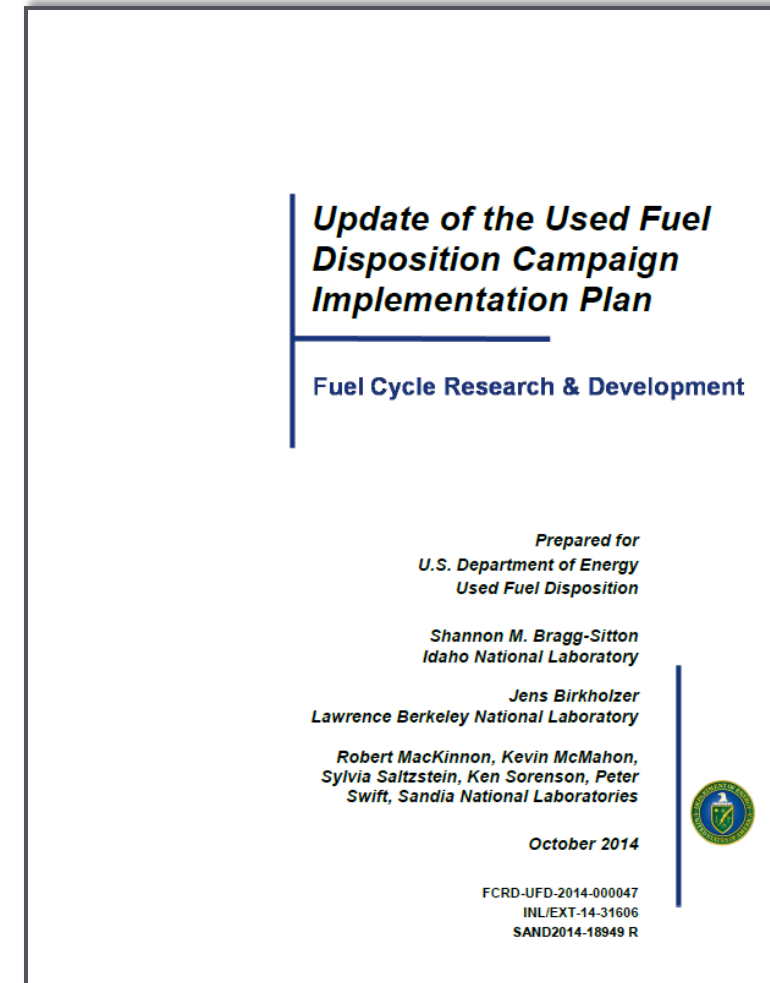 Update of the Used Fuel
Disposition Campaign
Implementation Plan
Fuel Cycle Research & Development
Prepared for
U.S. Department of Energy
Used Fuel Disposition
Shannon M. Bragg-Sitton
Idaho National Laboratory
Jens Birkholzer
Lawrence Berkeley National Laboratory
Robert MacKinnon, Kevin McMahon,
Sylvia Saltzstein, Ken Sorenson, Peter
Swift, Sandia National Laboratories
October 2014
FCRD-UFD-2014-000047
INL/EXT-14-31606
SAND2014-18949 R